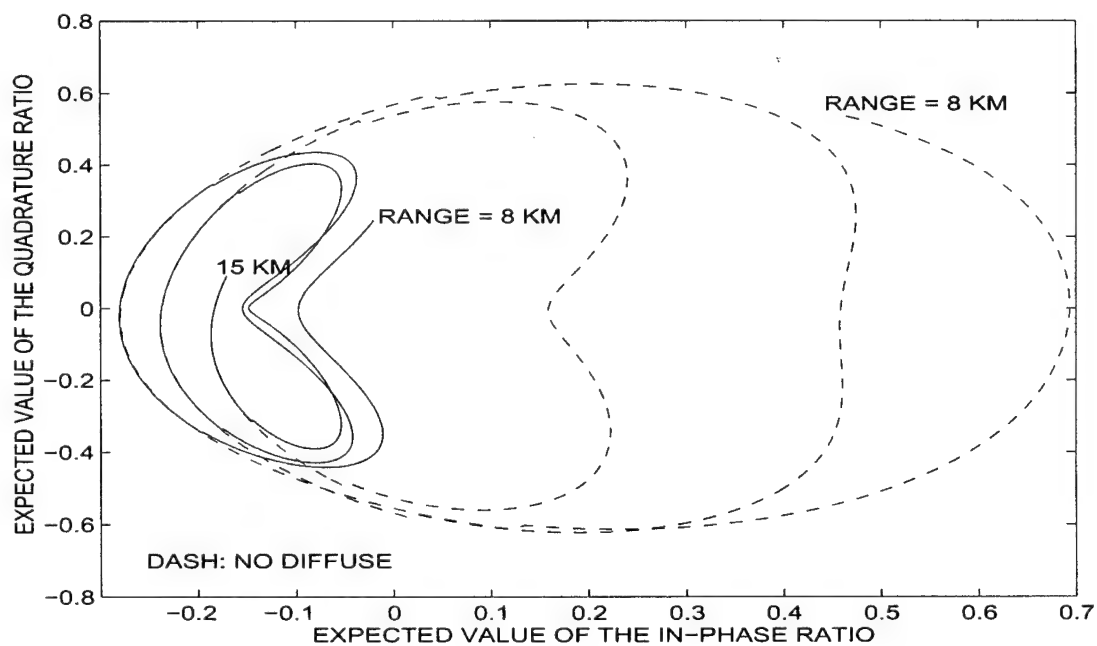 EXPECTED VALUE OF THE QUADRATURE RATIO
0.8
0.6
0.4
0.2
0
−0.2
−0.4
−0.6
−0.8
RANGE = 8 KM
RANGE = 8 KM
15 KM
DASH: NO DIFFUSE
−0.2 −0.1 0 0.1 0.2 0.3 0.4 0.5 0.6 0.7
EXPECTED VALUE OF THE IN−PHASE RATIO